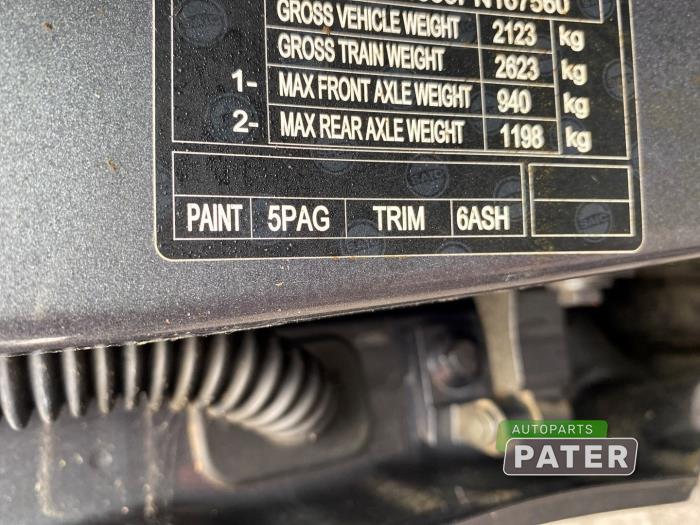 GROSS VEHICLE WEIGHT 2123 kg
GROSS TRAIN WEIGHT 2623 kg
1- MAX FRONT AXLE WEIGHT 940 kg
2- MAX REAR AXLE WEIGHT 1198 kg
PAINT 5PAG TRIM 6ASH
SAIC
AUTOPARTS
PATER